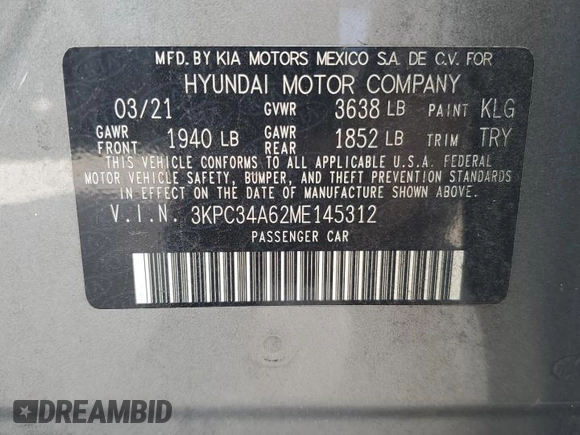 MFD. BY KIA MOTORS MEXICO S.A. DE C.V. FOR
HYUNDAI MOTOR COMPANY
03/21 GVWR 3638 LB PAINT KLG
GAWR FRONT 1940 LB GAWR REAR 1852 LB TRIM TRY
THIS VEHICLE CONFORMS TO ALL APPLICABLE U.S.A. FEDERAL
MOTOR VEHICLE SAFETY, BUMPER, AND THEFT PREVENTION STANDARDS
IN EFFECT ON THE DATE OF MANUFACTURE SHOWN ABOVE.
V.I.N. 3KPC34A62ME145312
PASSENGER CAR
DREAMBID